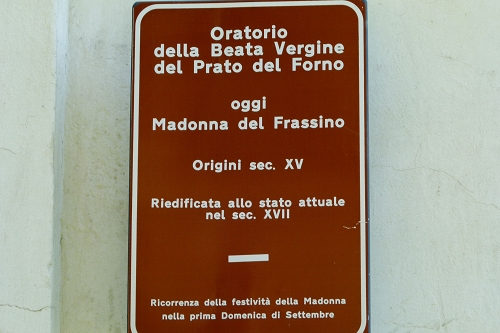 Oratorio
della Beata Vergine
del Prato del Forno
oggi
Madonna del Frassino
Origini sec. XV
Riedificata allo stato attuale
nel sec. XVII
Ricorrenza della festività della Madonna
nella prima Domenica di Settembre